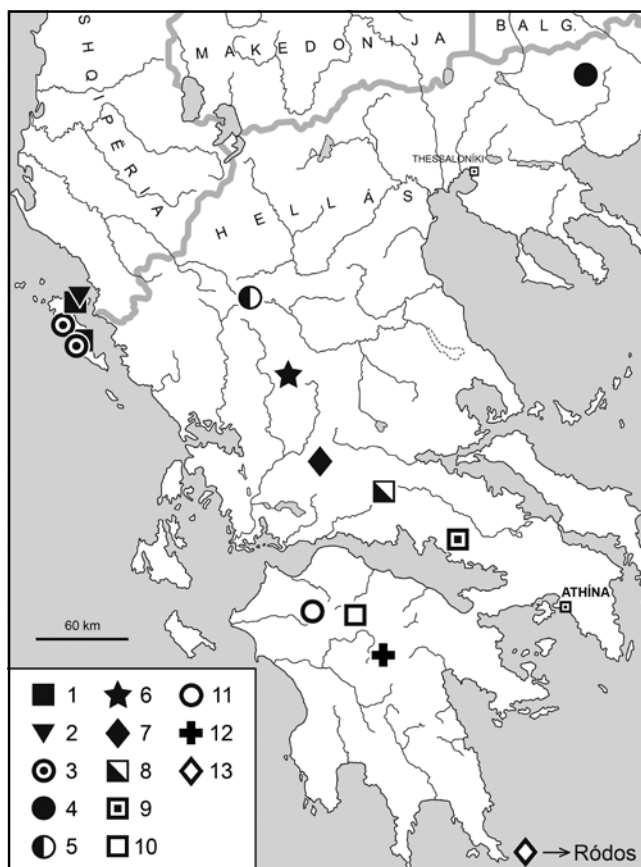 SHQIPËRIA
MAKEDONIJA
BALG.
THESSALONÍKI
HELLÁS
ATHÍNA
60 km
1 6 11
2 7 12
3 8 13
4 9
5 10
Ródos